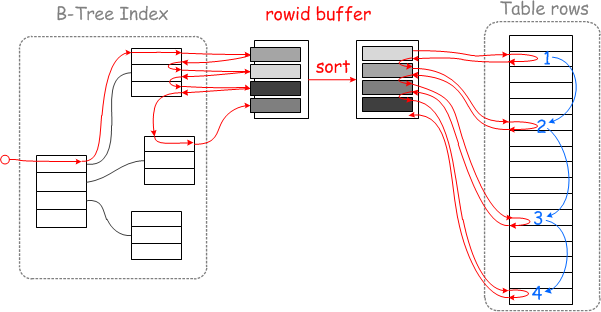 B-Tree Index
rowid buffer
Table rows
sort
1
2
3
4